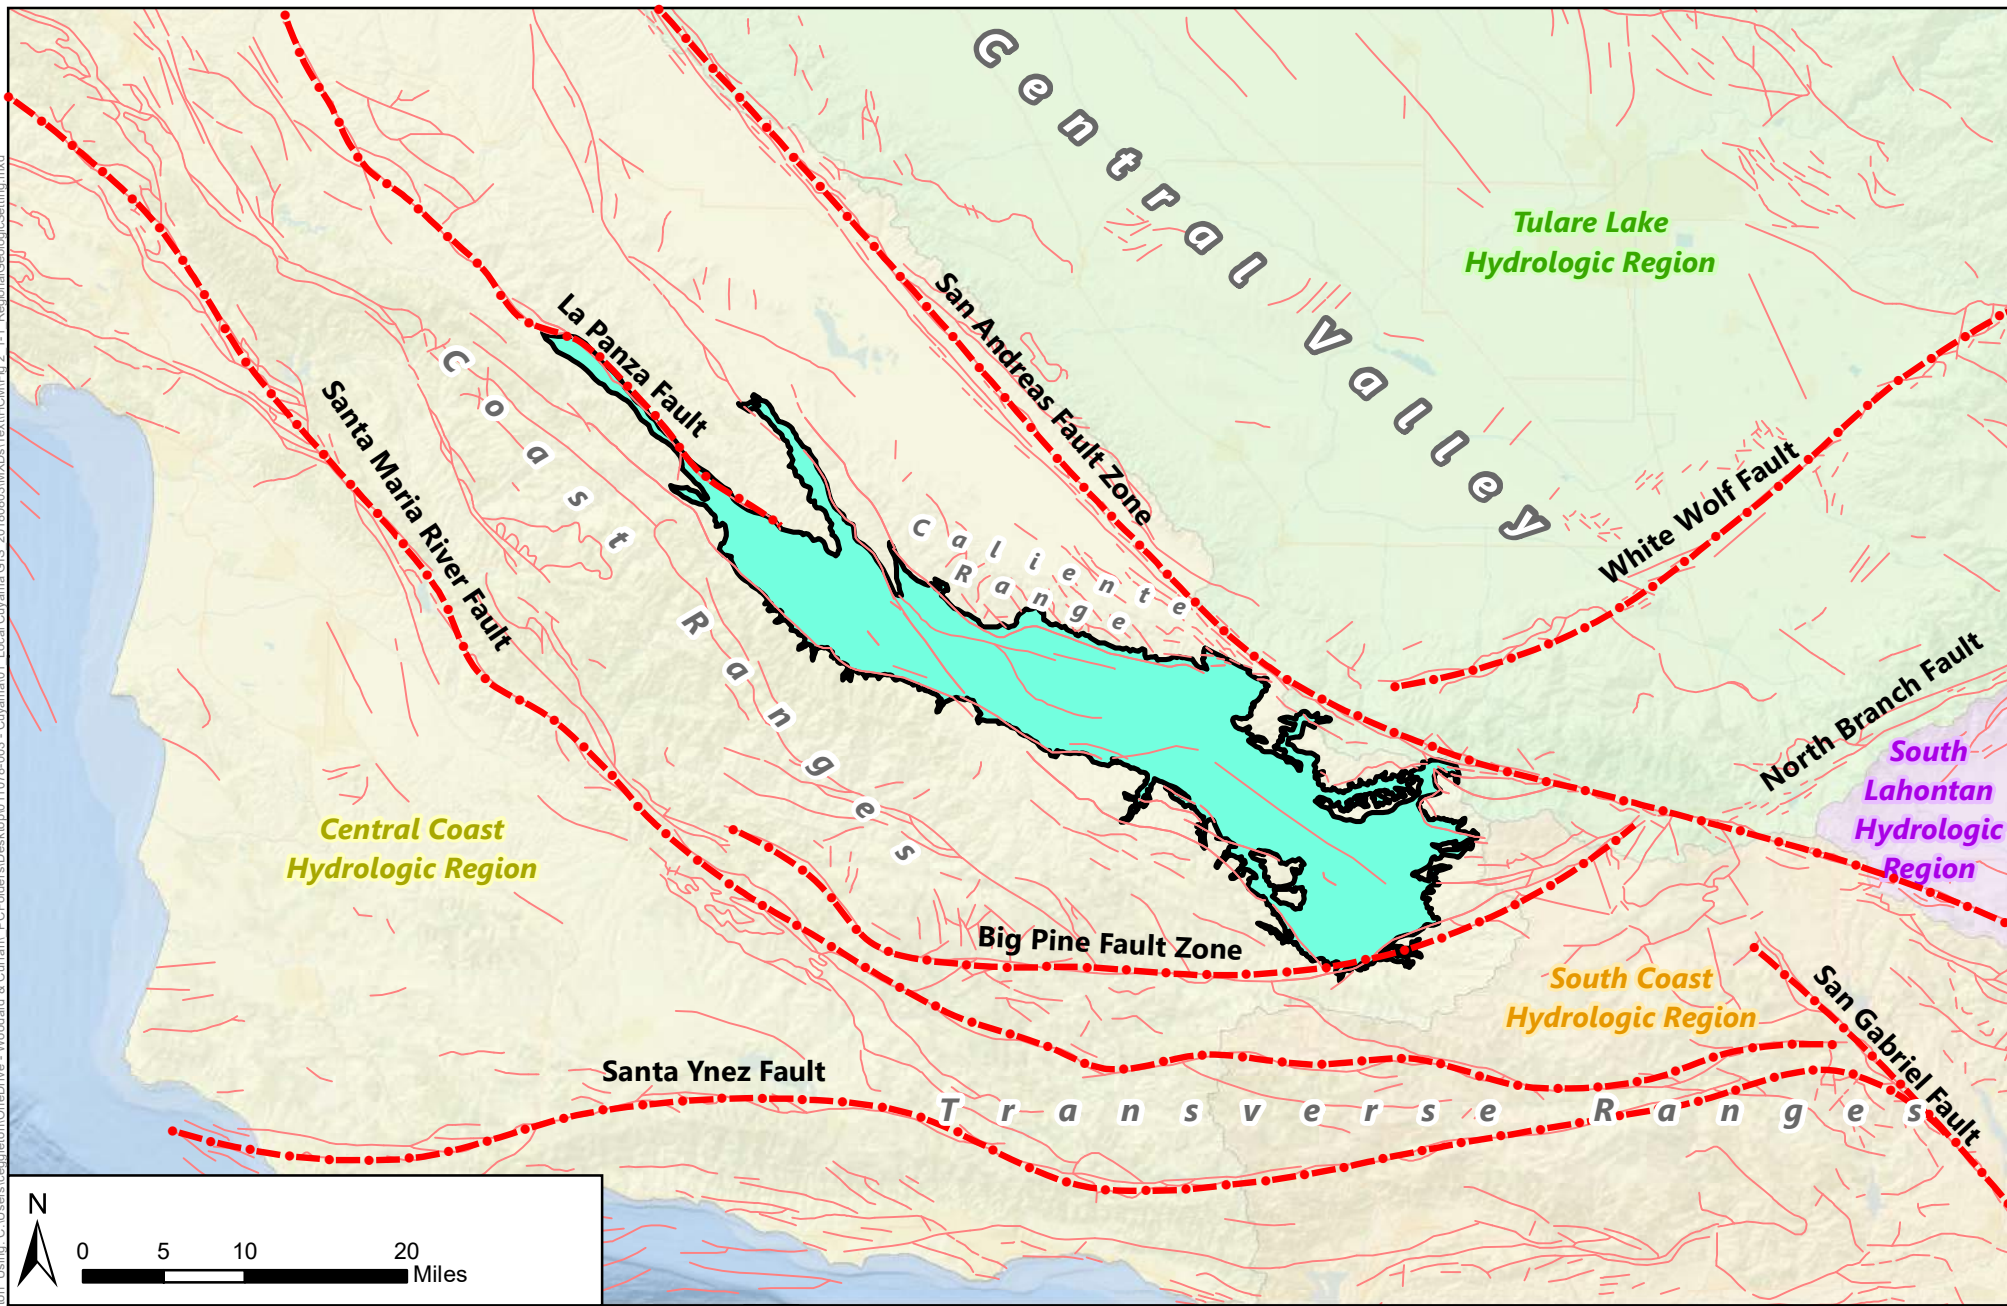 Central Valley
Tulare Lake
Hydrologic Region
San Andreas Fault Zone
La Panza Fault
Coast Ranges
Santa Maria River Fault
Caliente
Range
White Wolf Fault
North Branch Fault
South
Lahontan
Hydrologic
Region
Central Coast
Hydrologic Region
Big Pine Fault Zone
South Coast
Hydrologic Region
San Gabriel Fault
Santa Ynez Fault
Transverse Ranges
N
0 5 10 20
Miles